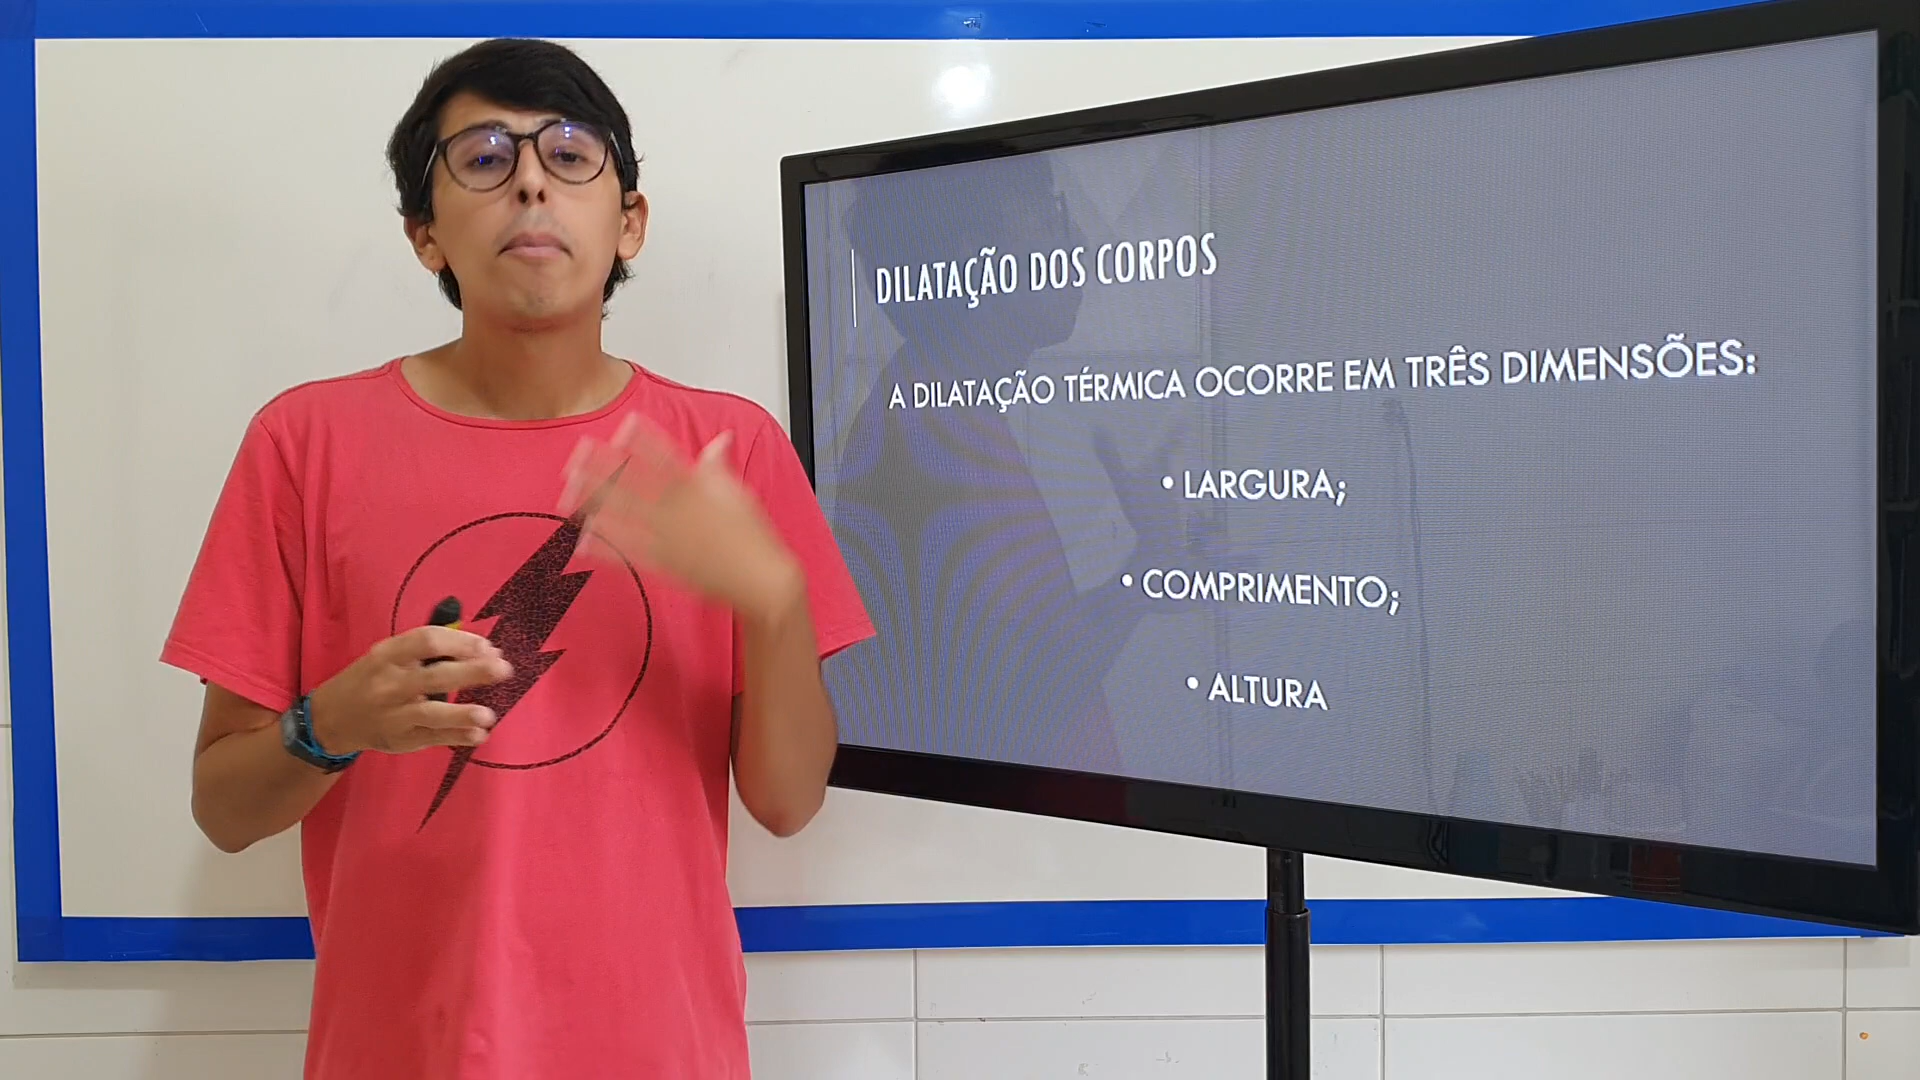 DILATAÇÃO DOS CORPOS
A DILATAÇÃO TÉRMICA OCORRE EM TRÊS DIMENSÕES:
• LARGURA;
• COMPRIMENTO;
• ALTURA